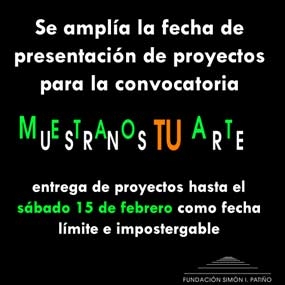 Se amplía la fecha de
presentación de proyectos
para la convocatoria
MUESTRANOS TU ARTE
entrega de proyectos hasta el
sábado 15 de febrero como fecha
límite e impostergable
FUNDACIÓN SIMÓN I. PATIÑO